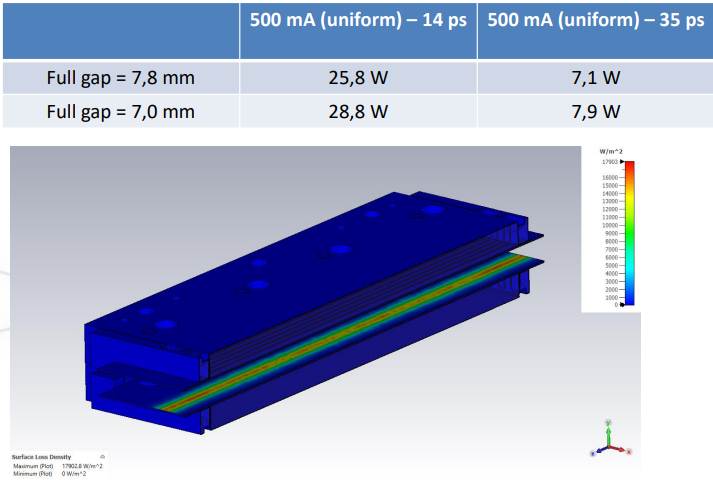 500 mA (uniform) – 14 ps 500 mA (uniform) – 35 ps
Full gap = 7,8 mm 25,8 W 7,1 W
Full gap = 7,0 mm 28,8 W 7,9 W
W/m^2
17903
16000
15000
14000
13000
12000
11000
10000
9000
8000
7000
6000
5000
4000
3000
2000
1000
0
Surface Loss Density
Maximum (Plot) 17902.8 W/m^2
Minimum (Plot) 0 W/m^2